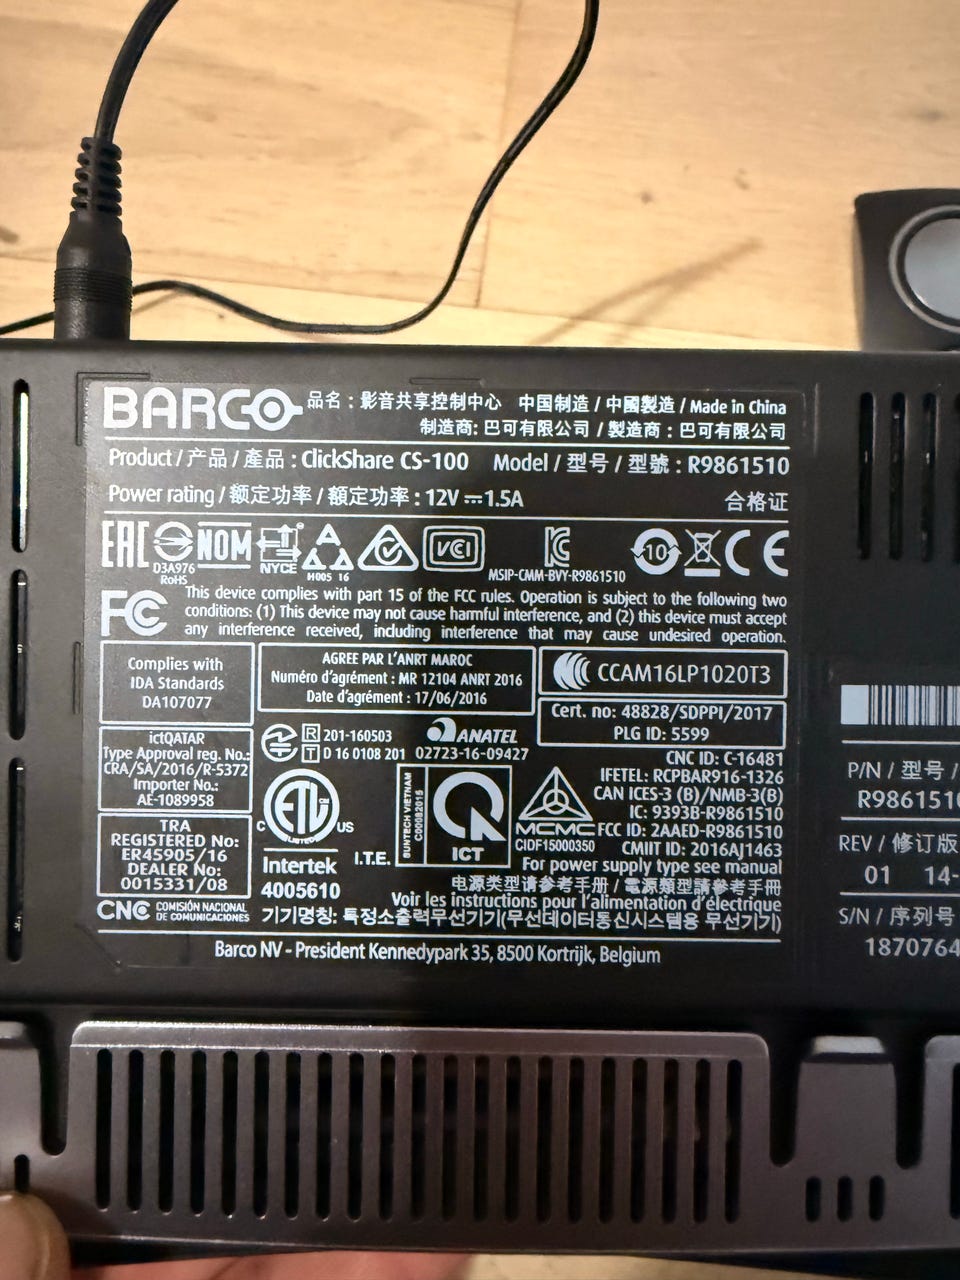 BARCO
品名：影音共享控制中心 中国制造 / 中國製造 / Made in China
制造商: 巴可有限公司 / 製造商：巴可有限公司
Product / 产品 / 產品 : ClickShare CS-100 Model / 型号 / 型號 : R9861510
Power rating / 额定功率 / 額定功率 : 12V ⎓ 1.5A 合格证
EAC D3A976 RoHS NOM NYCE A H005 16 VCI MSIP-CMM-BVY-R9861510 10 CE
FC This device complies with part 15 of the FCC rules. Operation is subject to the following two
conditions: (1) This device may not cause harmful interference, and (2) this device must accept
any interference received, including interference that may cause undesired operation.
Complies with
IDA Standards
DA107077
AGREE PAR L'ANRT MAROC
Numéro d'agrément : MR 12104 ANRT 2016
Date d'agrément : 17/06/2016
CCAM16LP1020T3
Cert. no: 48828/SDPPI/2017
PLG ID: 5599
ictQATAR
Type Approval reg. No.:
CRA/SA/2016/R-5372
Importer No.:
AE-1089958
R 201-160503
T D 16 0108 201
ANATEL
02723-16-09427
CNC ID: C-16481
IFETEL: RCPBAR916-1326
CAN ICES-3 (B)/NMB-3(B)
IC: 9393B-R9861510
FCC ID: 2AAED-R9861510
CMIIT ID: 2016AJ1463
TRA
REGISTERED No:
ER45905/16
DEALER No:
0015331/08
ETL
LISTED
C US
Intertek
4005610
I.T.E.
SUNTECH VIETNAM
C00082015
ICT
MCMC
CIDF15000350
For power supply type see manual
电源类型请参考手册 / 電源類型請參考手冊
Voir les instructions pour l'alimentation d'électrique
CNC COMISIÓN NACIONAL
DE COMUNICACIONES
기기명칭: 특정소출력무선기기(무선데이터통신시스템용 무선기기)
Barco NV - President Kennedypark 35, 8500 Kortrijk, Belgium
P/N / 型号 /
R9861510
REV / 修订版
01 14-
S/N / 序列号
1870764